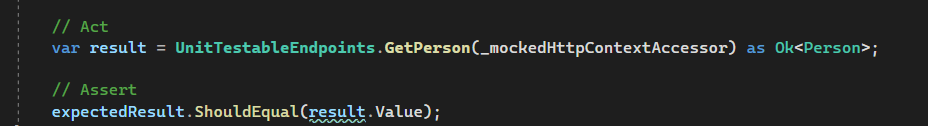 // Act
var result = UnitTestableEndpoints.GetPerson(_mockedHttpContextAccessor) as Ok<Person>;
// Assert
expectedResult.ShouldEqual(result.Value);